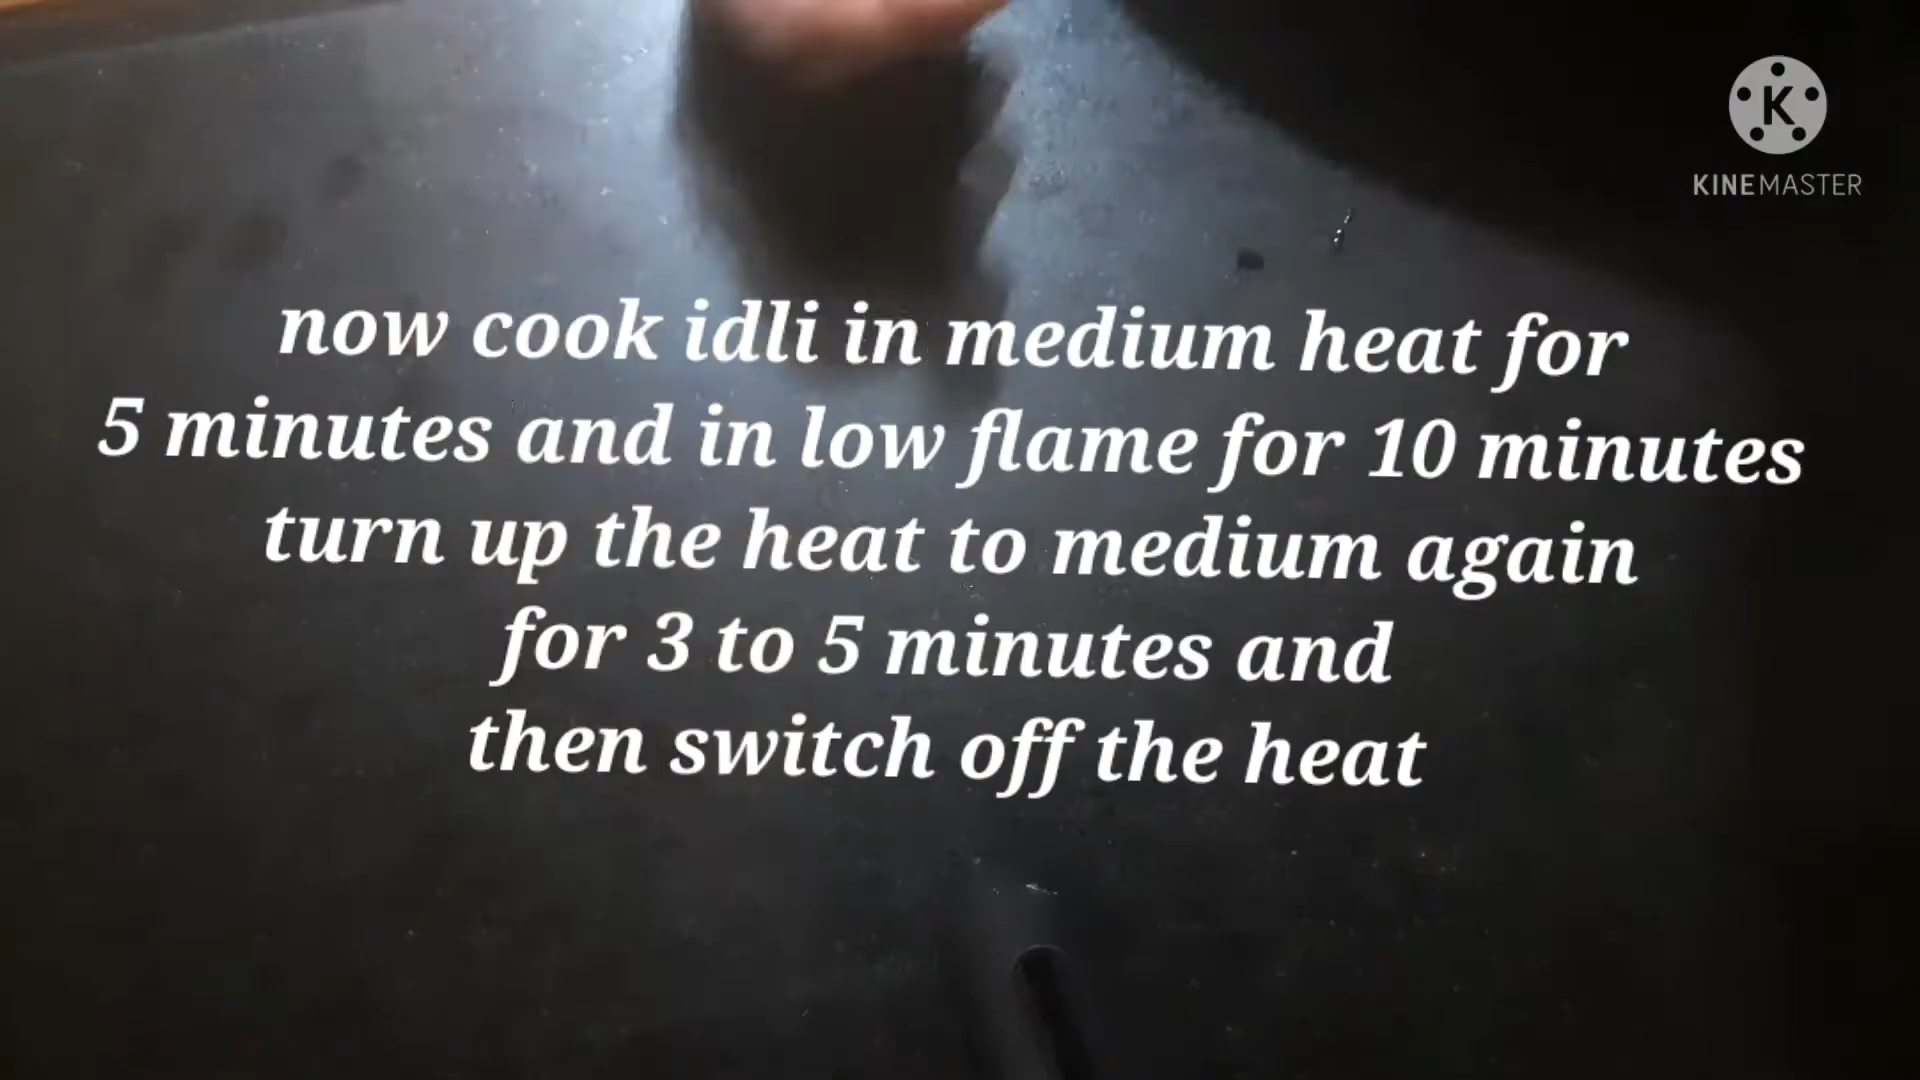 K
KINEMASTER
now cook idli in medium heat for
5 minutes and in low flame for 10 minutes
turn up the heat to medium again
for 3 to 5 minutes and
then switch off the heat